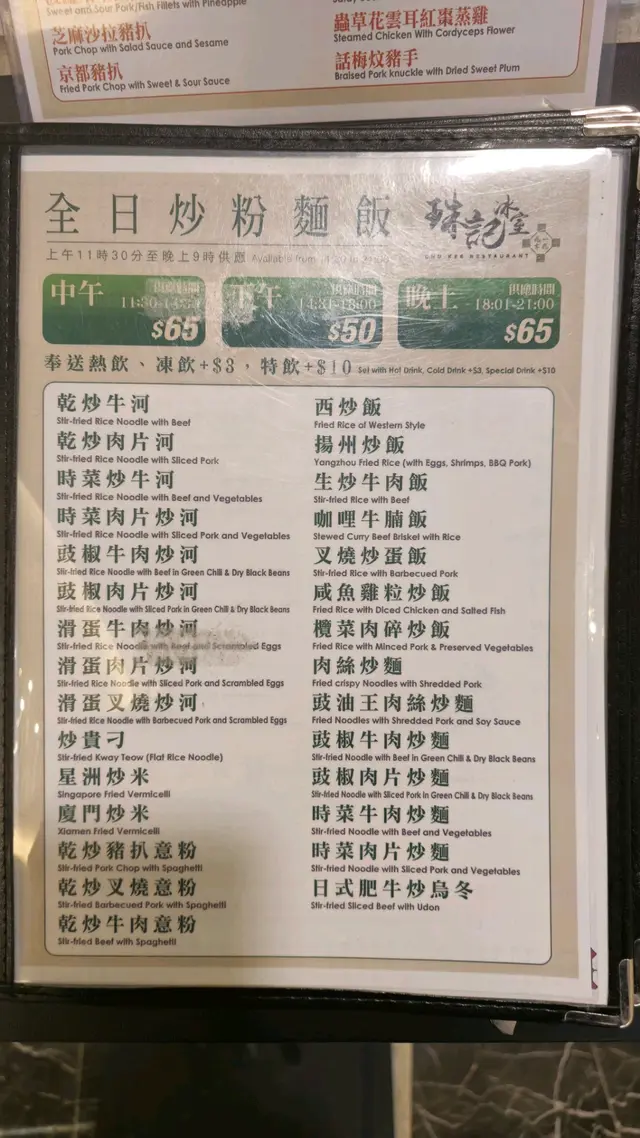 Sweet and Sour Pork/Fish Fillets with Pineapple
芝麻沙拉豬扒
Pork Chop with Salad Sauce and Sesame
京都豬扒
Fried Pork Chop with Sweet & Sour Sauce
蟲草花雲耳紅棗蒸雞
Steamed Chicken With Cordyceps Flower
話梅炆豬手
Braised Pork knuckle with Dried Sweet Plum
全日炒粉麵飯
珠記冰室
RESTAURANT
上午11時30分至晚上9時供應 Available from
中午 供應時間
$65
下午 供應時間
$50
晚上 供應時間
18:01-21:00
$65
奉送熱飲、凍飲+$3,特飲+$10 Set with Hot Drink, Cold Drink +$3, Special Drink +$10
乾炒牛河
Stir-fried Rice Noodle with Beef
乾炒肉片河
Stir-fried Rice Noodle with Sliced Pork
時菜炒牛河
Stir-fried Rice Noodle with Beef and Vegetables
時菜肉片炒河
Stir-fried Rice Noodle with Sliced Pork and Vegetables
豉椒牛肉炒河
Stir-fried Rice Noodle with Beef in Green Chili & Dry Black Beans
豉椒肉片炒河
Stir-fried Rice Noodle with Sliced Pork in Green Chili & Dry Black Beans
滑蛋牛肉炒河
Stir-fried Rice Noodle with Beef and Scrambled Eggs
滑蛋肉片炒河
Stir-fried Rice Noodle with Sliced Pork and Scrambled Eggs
滑蛋叉燒炒河
Stir-fried Rice Noodle with Barbecued Pork and Scrambled Eggs
炒貴刁
Stir-fried Kway Teow (Flat Rice Noodle)
星洲炒米
Singapore Fried Vermicelli
廈門炒米
Xiamen Fried Vermicelli
乾炒豬扒意粉
Stir-fried Pork Chop with Spaghetti
乾炒叉燒意粉
Stir-fried Barbecued Pork with Spaghetti
乾炒牛肉意粉
Stir-fried Beef with Spaghetti
西炒飯
Fried Rice of Western Style
揚州炒飯
Yangzhou Fried Rice (with Eggs, Shrimps, BBQ Pork)
生炒牛肉飯
Stir-fried Rice with Beef
咖哩牛腩飯
Stewed Curry Beef Brisket with Rice
叉燒炒蛋飯
Stir-fried Rice with Barbecued Pork
咸魚雞粒炒飯
Fried Rice with Diced Chicken and Salted Fish
欖菜肉碎炒飯
Fried Rice with Minced Pork & Preserved Vegetables
肉絲炒麵
Fried crispy Noodles with Shredded Pork
豉油王肉絲炒麵
Fried Noodles with Shredded Pork and Soy Sauce
豉椒牛肉炒麵
Stir-fried Noodle with Beef in Green Chili & Dry Black Beans
豉椒肉片炒麵
Stir-fried Noodle with Sliced Pork in Green Chili & Dry Black Beans
時菜牛肉炒麵
Stir-fried Noodle with Beef and Vegetables
時菜肉片炒麵
Stir-fried Noodle with Sliced Pork and Vegetables
日式肥牛炒烏冬
Stir-fried Sliced Beef with Udon